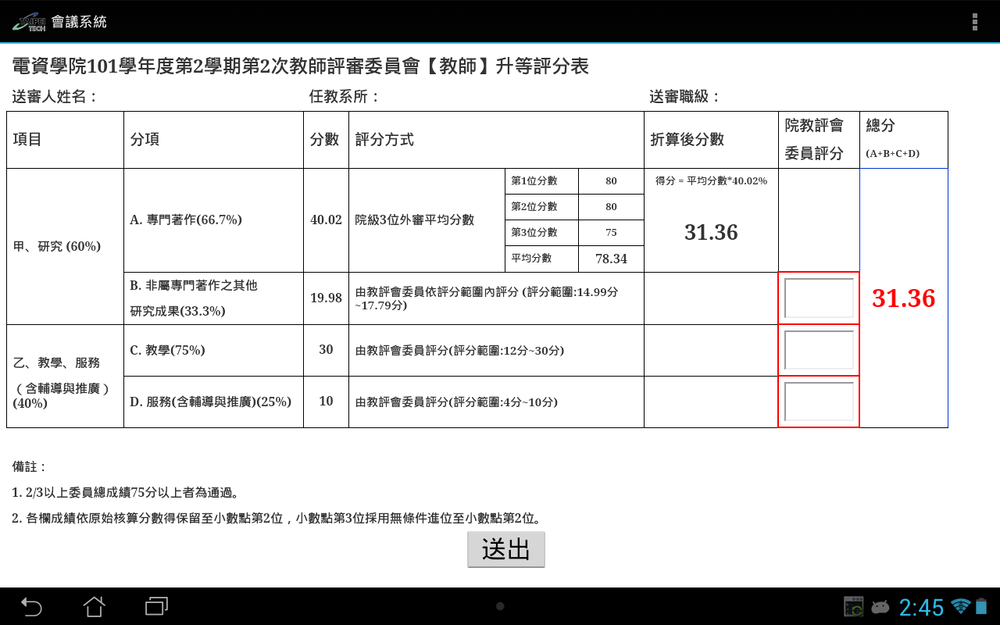 TAIPEI TECH 會議系統
電資學院101學年度第2學期第2次教師評審委員會【教師】升等評分表
送審人姓名： 任教系所： 送審職級：
項目 分項 分數 評分方式 折算後分數 院教評會 總分
委員評分 (A+B+C+D)
甲、研究 (60%)
A. 專門著作(66.7%) 40.02 院級3位外審平均分數
第1位分數 80
第2位分數 80
第3位分數 75
平均分數 78.34
得分 = 平均分數*40.02%
31.36
B. 非屬專門著作之其他
研究成果(33.3%)
19.98
由教評會委員依評分範圍內評分 (評分範圍:14.99分
~17.79分)
31.36
乙、教學、服務
（含輔導與推廣）
(40%)
C. 教學(75%) 30 由教評會委員評分(評分範圍:12分~30分)
D. 服務(含輔導與推廣)(25%) 10 由教評會委員評分(評分範圍:4分~10分)
備註：
1. 2/3以上委員總成績75分以上者為通過。
2. 各欄成績依原始核算分數得保留至小數點第2位，小數點第3位採用無條件進位至小數點第2位。
送出
2:45